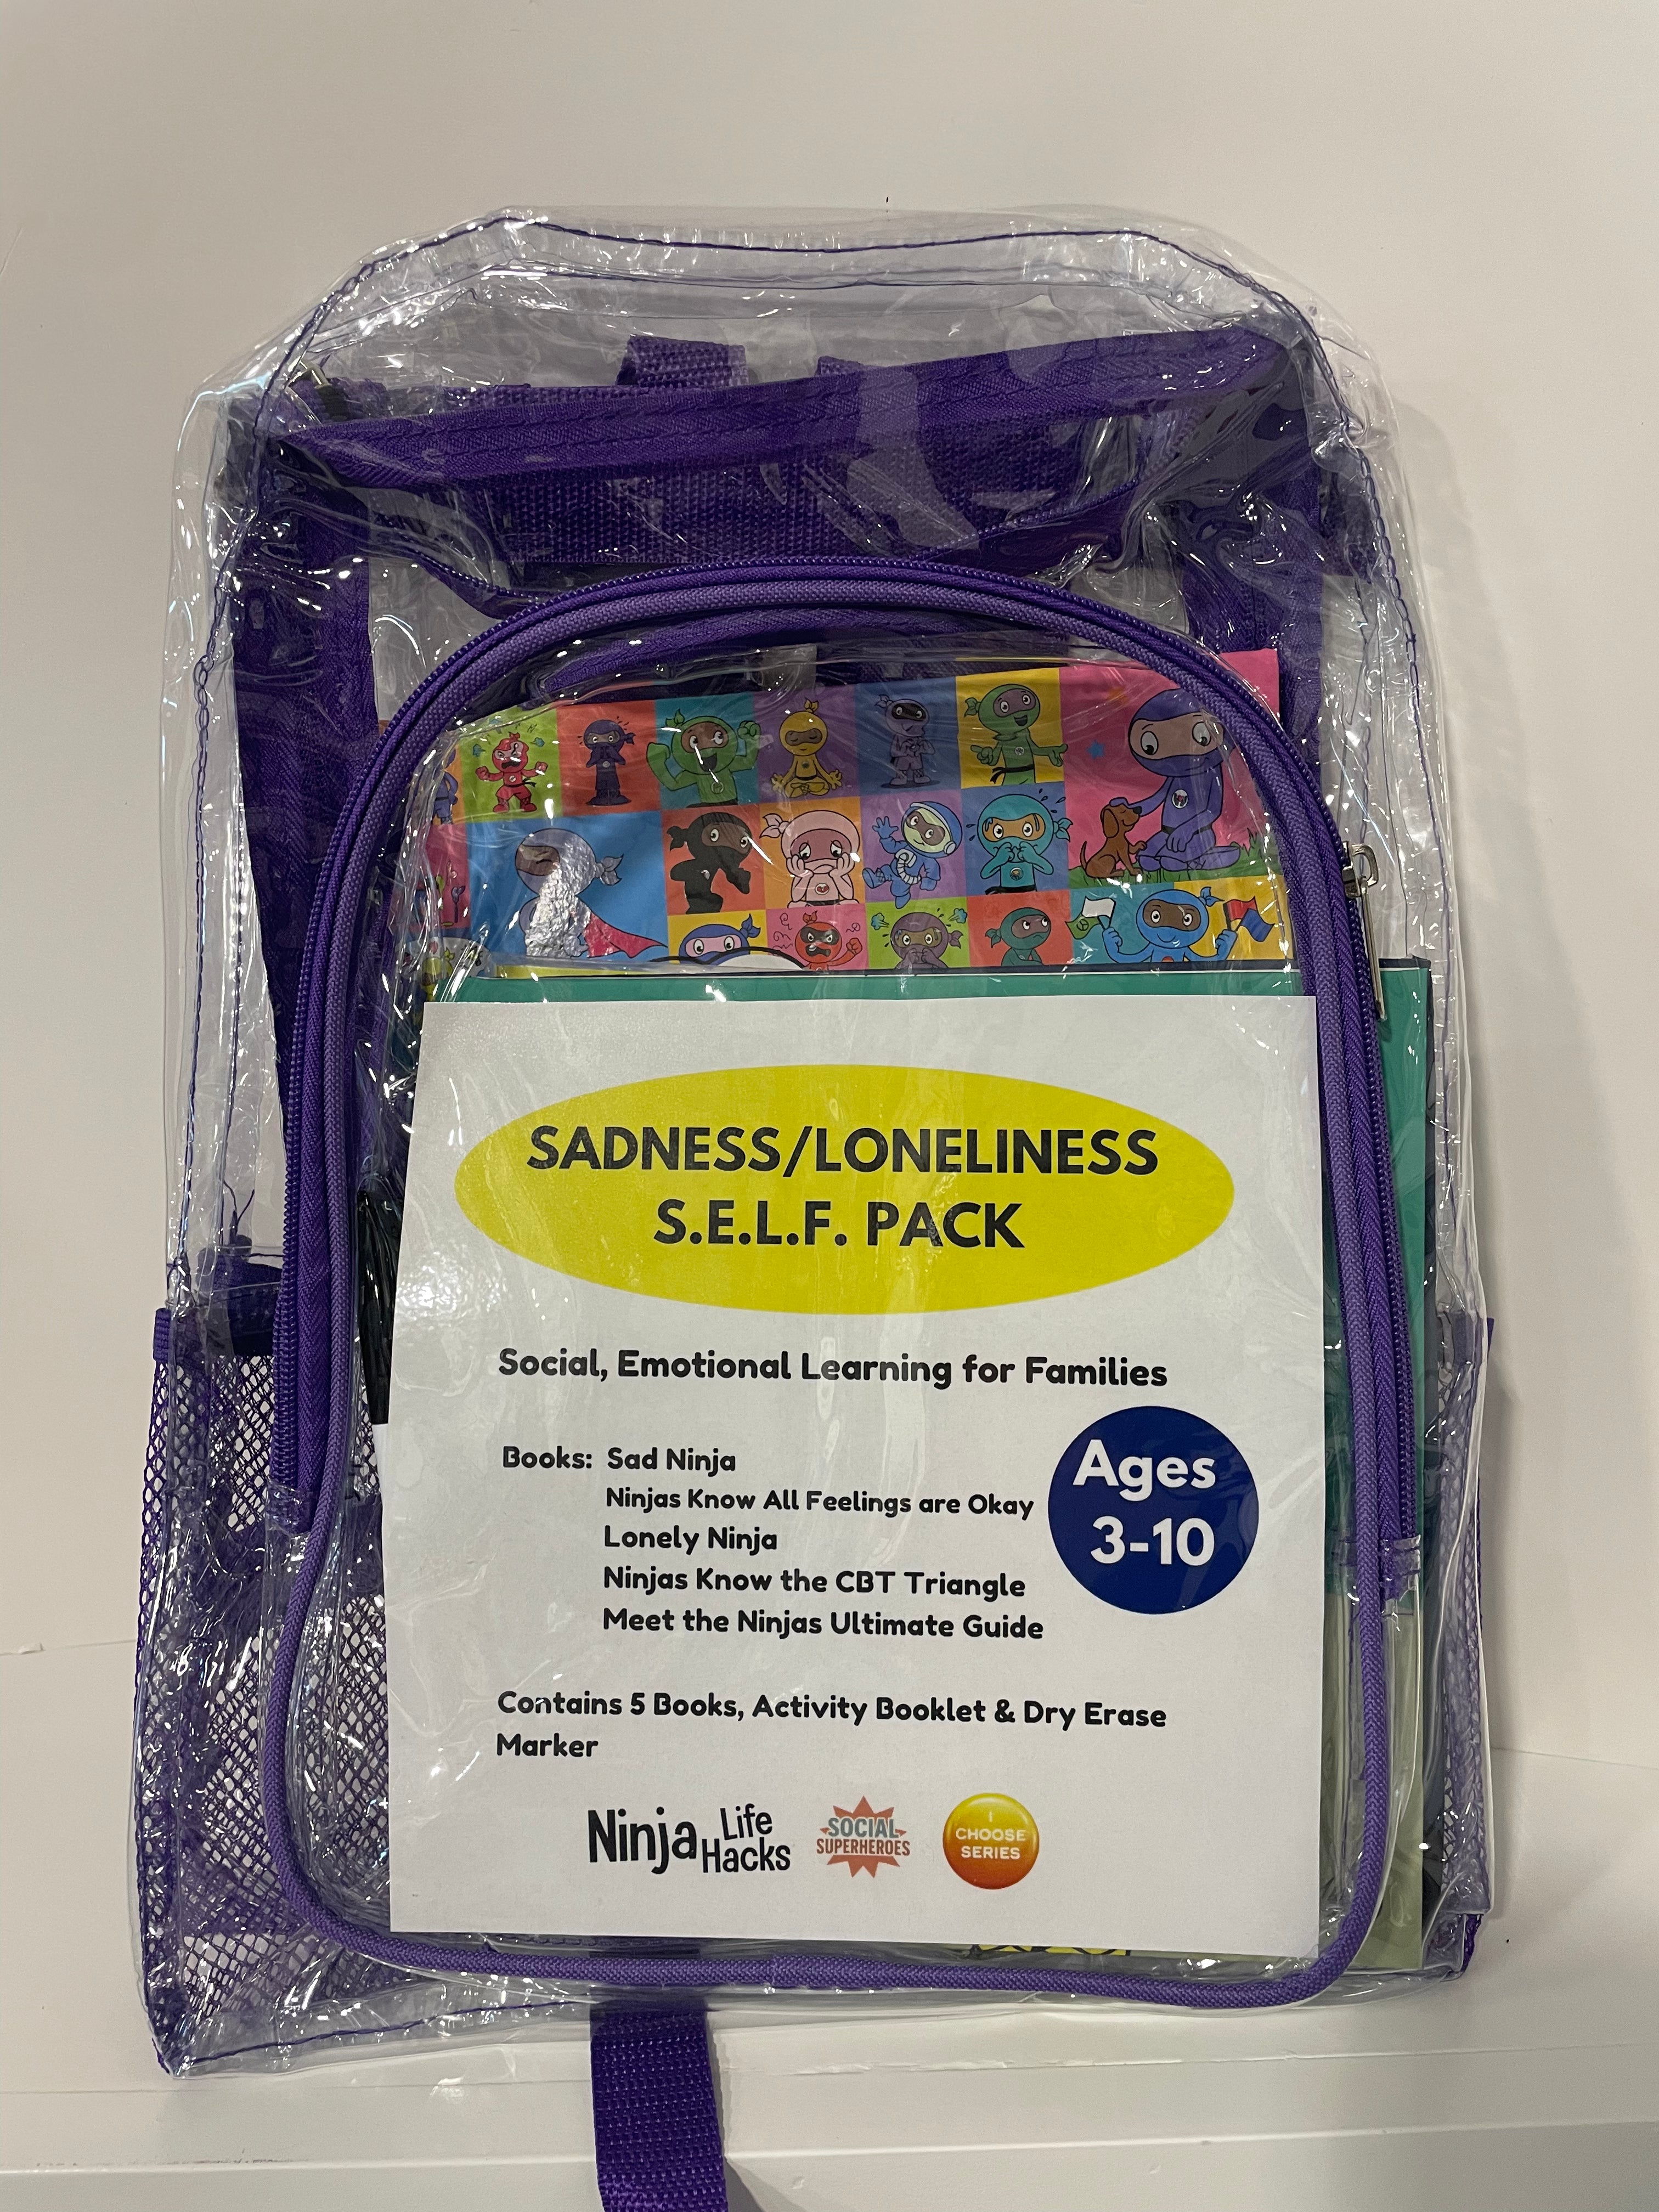 SADNESS/LONELINESS
S.E.L.F. PACK
Social, Emotional Learning for Families
Books: Sad Ninja
Ninjas Know All Feelings are Okay
Lonely Ninja
Ninjas Know the CBT Triangle
Meet the Ninjas Ultimate Guide
Ages
3-10
Contains 5 Books, Activity Booklet & Dry Erase
Marker
Ninja Life
Hacks
SOCIAL
SUPERHEROES
I
CHOOSE
SERIES